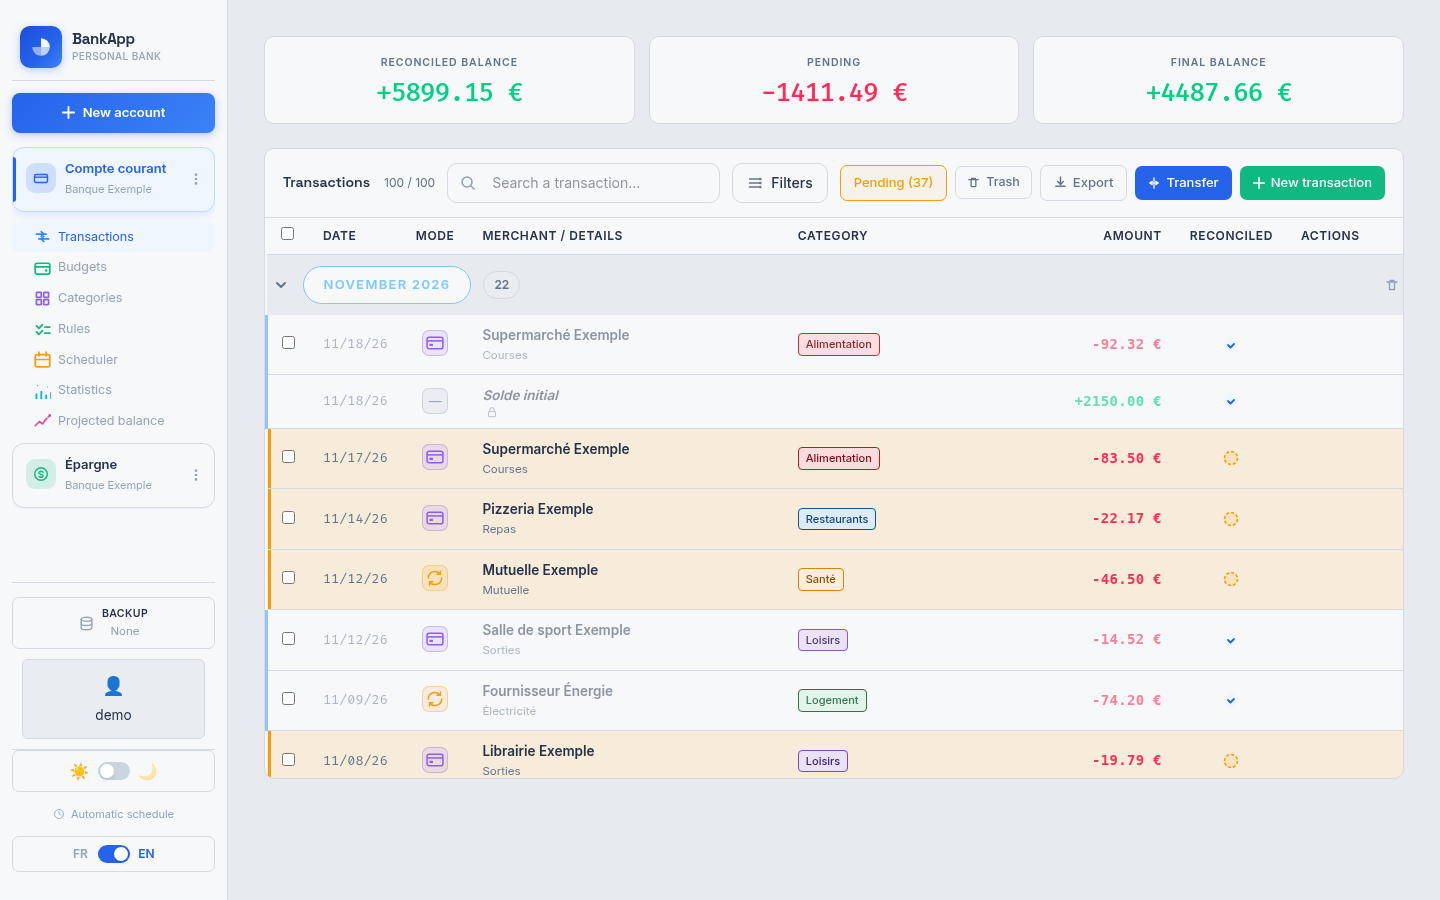 BankApp
PERSONAL BANK
New account
Compte courant
Banque Exemple
Transactions
Budgets
Categories
Rules
Scheduler
Statistics
Projected balance
Épargne
Banque Exemple
BACKUP
None
demo
Automatic schedule
FR EN
RECONCILED BALANCE
+5899.15 €
PENDING
-1411.49 €
FINAL BALANCE
+4487.66 €
Transactions 100 / 100 Search a transaction... Filters Pending (37) Trash Export Transfer New transaction
DATE MODE MERCHANT / DETAILS CATEGORY AMOUNT RECONCILED ACTIONS
NOVEMBER 2026 22
11/18/26 Supermarché Exemple Alimentation -92.32 €
Courses
11/18/26 — Solde initial +2150.00 €
11/17/26 Supermarché Exemple Alimentation -83.50 €
Courses
11/14/26 Pizzeria Exemple Restaurants -22.17 €
Repas
11/12/26 Mutuelle Exemple Santé -46.50 €
Mutuelle
11/12/26 Salle de sport Exemple Loisirs -14.52 €
Sorties
11/09/26 Fournisseur Énergie Logement -74.20 €
Électricité
11/08/26 Librairie Exemple Loisirs -19.79 €
Sorties